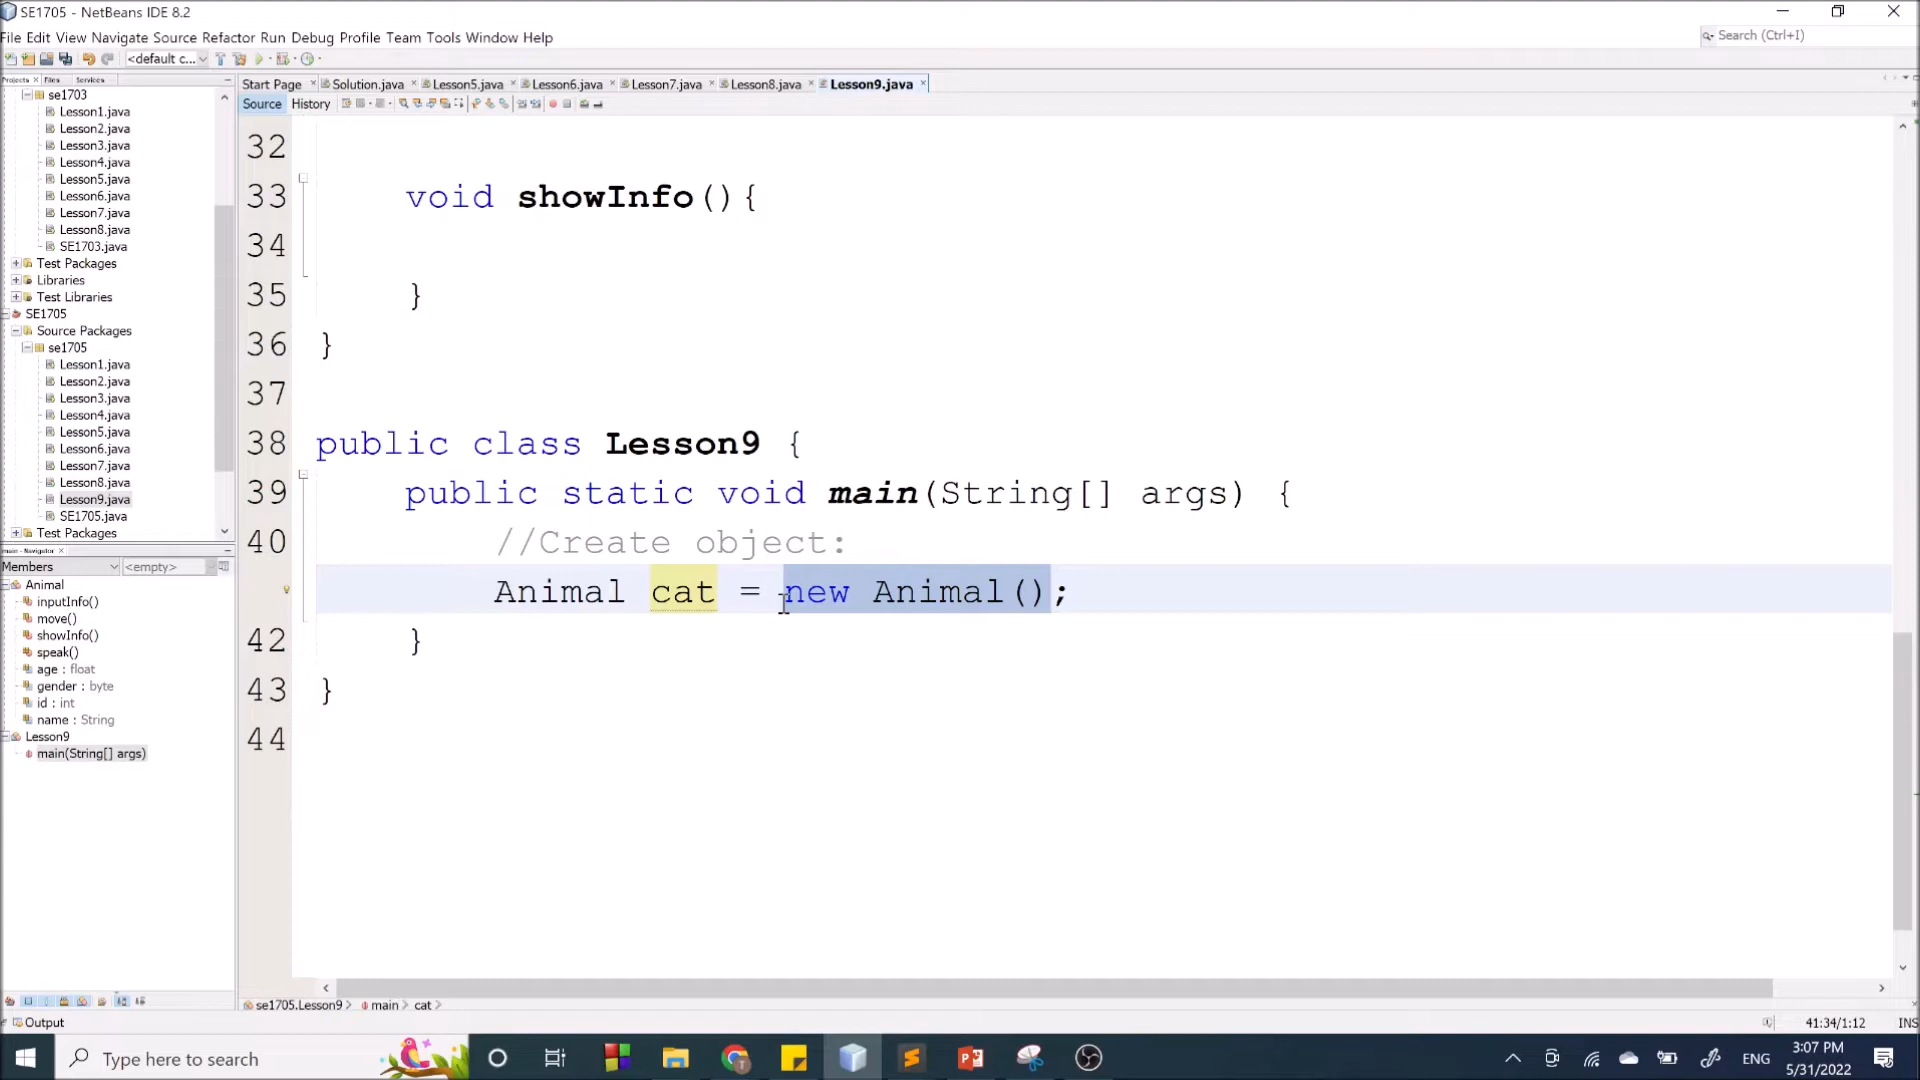 SE1705 - NetBeans IDE 8.2
File Edit View Navigate Source Refactor Run Debug Profile Team Tools Window Help
Search (Ctrl+I)
<default c...
Projects Files Services
Start Page Solution.java Lesson5.java Lesson6.java Lesson7.java Lesson8.java Lesson9.java
Source History
se1703
Lesson1.java
Lesson2.java
Lesson3.java
Lesson4.java
Lesson5.java
Lesson6.java
Lesson7.java
Lesson8.java
SE1703.java
Test Packages
Libraries
Test Libraries
SE1705
Source Packages
se1705
Lesson1.java
Lesson2.java
Lesson3.java
Lesson4.java
Lesson5.java
Lesson6.java
Lesson7.java
Lesson8.java
Lesson9.java
SE1705.java
Test Packages
main - Navigator
Members <empty>
Animal
inputInfo()
move()
showInfo()
speak()
age : float
gender : byte
id : int
name : String
Lesson9
main(String[] args)
32
33 void showInfo(){
34
35 }
36 }
37
38 public class Lesson9 {
39 public static void main(String[] args) {
40 //Create object:
Animal cat = new Animal();
42 }
43 }
44
se1705.Lesson9 main cat
Output
41:34/1:12 INS
Type here to search
ENG
3:07 PM
5/31/2022